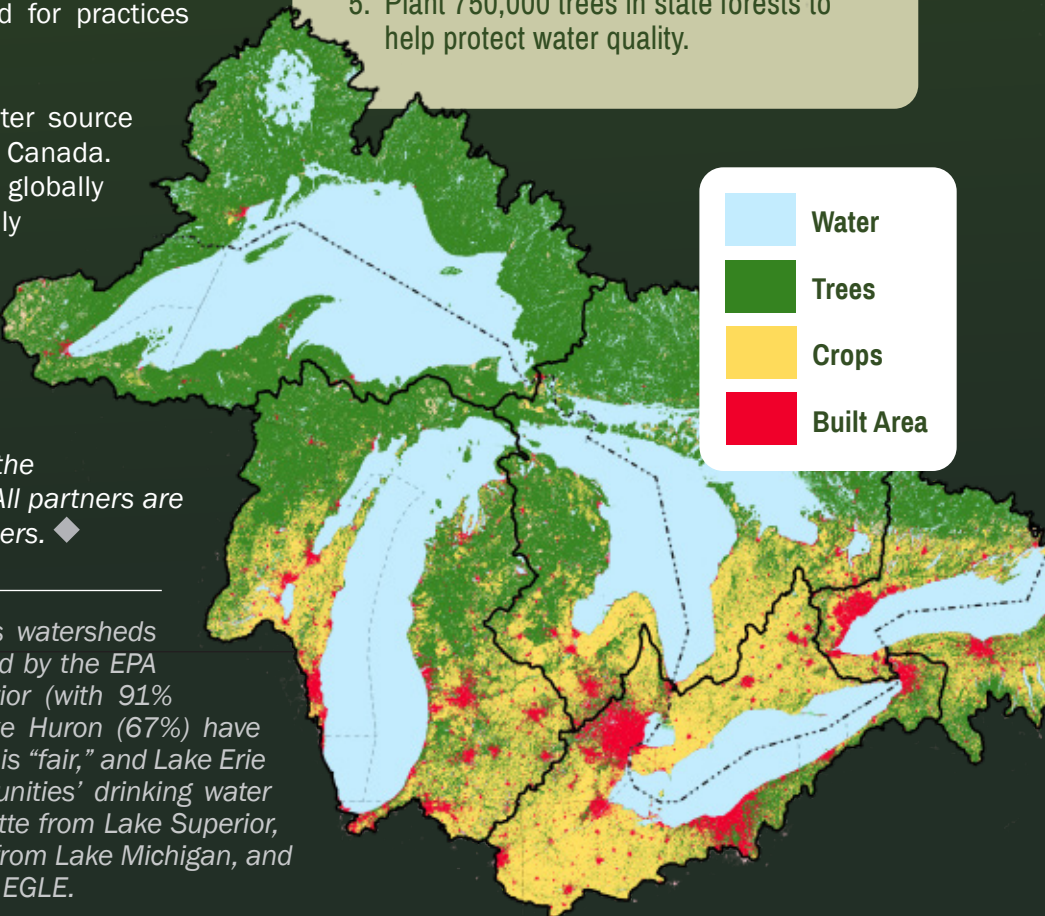 d for practices
5. Plant 750,000 trees in state forests to
help protect water quality.
ter source
Canada.
globally
ly
the
All partners are
ers.
s watersheds
d by the EPA
rior (with 91%
e Huron (67%) have
is “fair,” and Lake Erie
unities’ drinking water
tte from Lake Superior,
from Lake Michigan, and
EGLE.
Water
Trees
Crops
Built Area